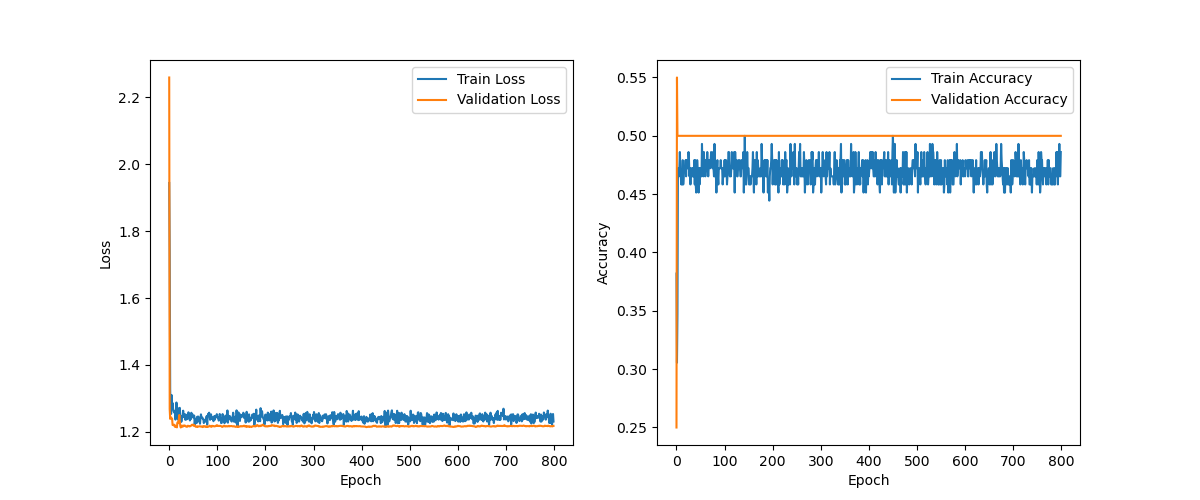 Train Loss
Validation Loss
2.2
2.0
1.8
1.6
1.4
1.2
Loss
0 100 200 300 400 500 600 700 800
Epoch
Train Accuracy
Validation Accuracy
0.55
0.50
0.45
0.40
0.35
0.30
0.25
Accuracy
0 100 200 300 400 500 600 700 800
Epoch